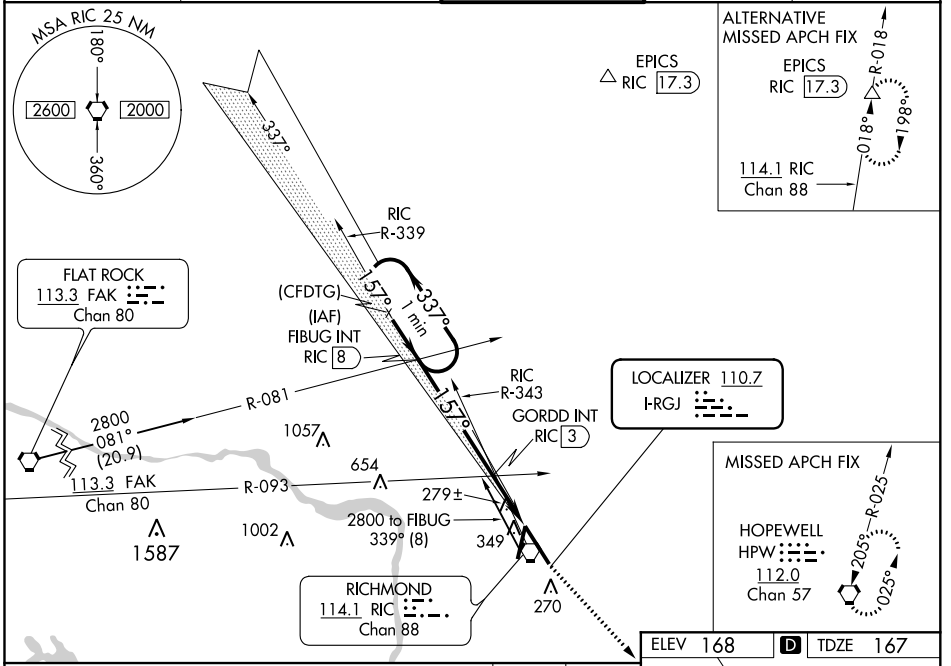 MSA RIC 25 NM
180°
2600
2000
360°
EPICS
RIC 17.3
ALTERNATIVE
MISSED APCH FIX
EPICS
RIC 17.3
R-018
018°
198°
114.1 RIC
Chan 88
337°
RIC
R-339
FLAT ROCK
113.3 FAK
Chan 80
(CFDTG)
(IAF)
FIBUG INT
RIC 8
157°
337°
1 min
R-081
2800
081°
(20.9)
113.3 FAK
Chan 80
R-093
1057
654
1587
1002
157°
RIC
R-343
GORDD INT
RIC 3
279±
2800 to FIBUG
339° (8)
349
270
LOCALIZER 110.7
I-RGJ
RICHMOND
114.1 RIC
Chan 88
MISSED APCH FIX
HOPEWELL
HPW
112.0
Chan 57
205°
R-025
025°
ELEV 168 D TDZE 167